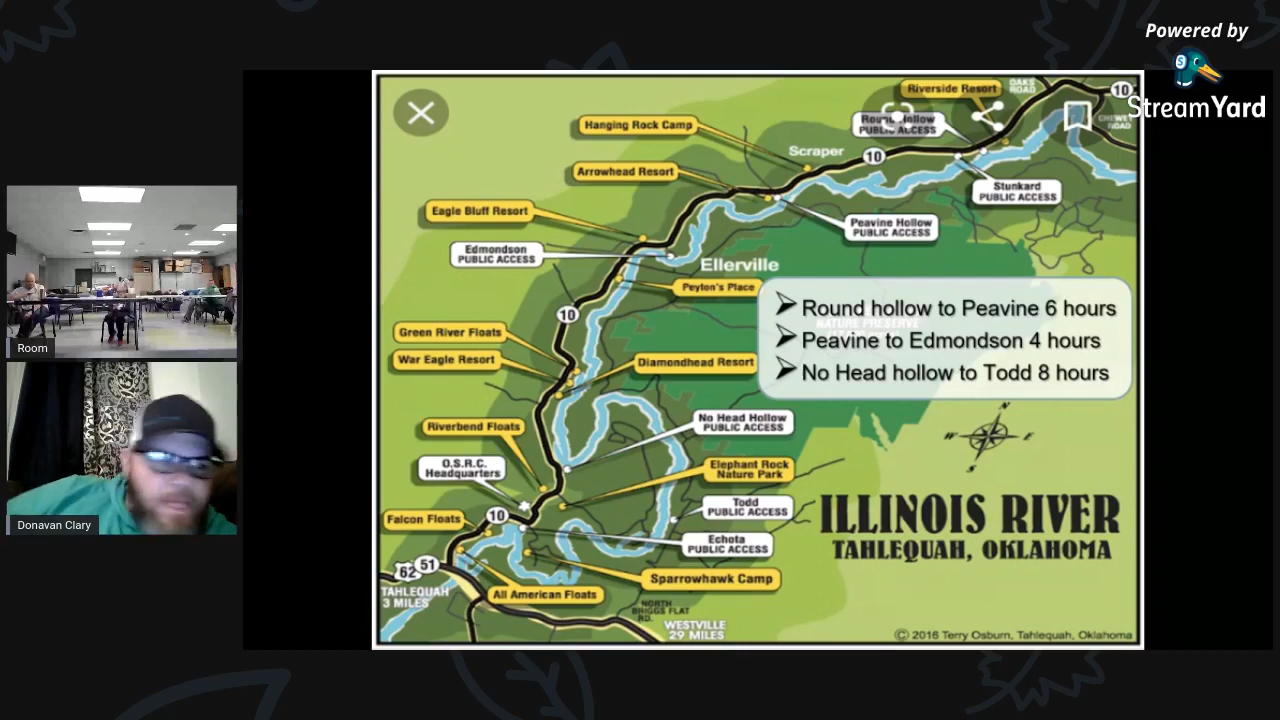 Powered by
StreamYard
Riverside Resort
OAKS
ROAD
10
Round Hollow
PUBLIC ACCESS
CHEWEY
ROAD
Hanging Rock Camp
Scraper
10
Arrowhead Resort
Stunkard
PUBLIC ACCESS
Eagle Bluff Resort
Peavine Hollow
PUBLIC ACCESS
Edmondson
PUBLIC ACCESS
Ellerville
Peyton's Place
10
NATURE PRESERVE
Round hollow to Peavine 6 hours
Peavine to Edmondson 4 hours
No Head hollow to Todd 8 hours
Green River Floats
War Eagle Resort
Diamondhead Resort
No Head Hollow
PUBLIC ACCESS
Riverbend Floats
N
W E
S
O.S.R.C.
Headquarters
Elephant Rock
Nature Park
Todd
PUBLIC ACCESS
ILLINOIS RIVER
TAHLEQUAH, OKLAHOMA
Falcon Floats
10
Echota
PUBLIC ACCESS
62 51
Sparrowhawk Camp
TAHLEQUAH
3 MILES
All American Floats
NORTH
BRIGGS FLAT
RD.
WESTVILLE
29 MILES
© 2016 Terry Osburn, Tahlequah, Oklahoma
Room
Donavan Clary